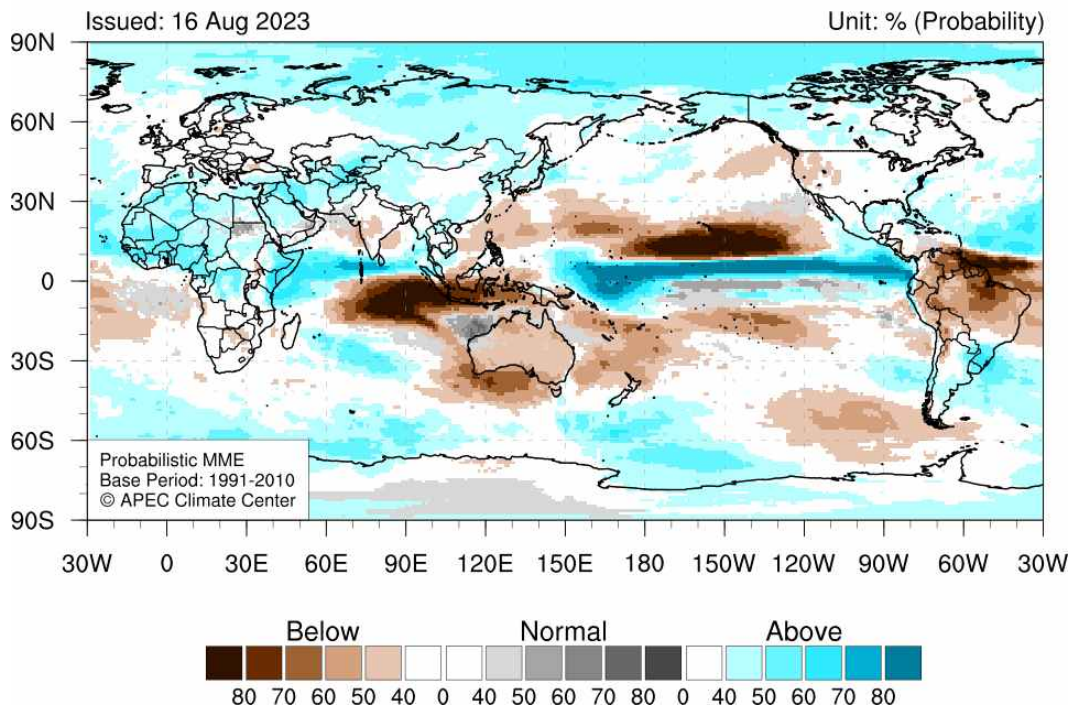 Issued: 16 Aug 2023 Unit: % (Probability)
90N
60N
30N
0
30S
60S
90S
Probabilistic MME
Base Period: 1991-2010
© APEC Climate Center
30W 0 30E 60E 90E 120E 150E 180 150W 120W 90W 60W 30W
Below Normal Above
80 70 60 50 40 0 40 50 60 70 80 0 40 50 60 70 80